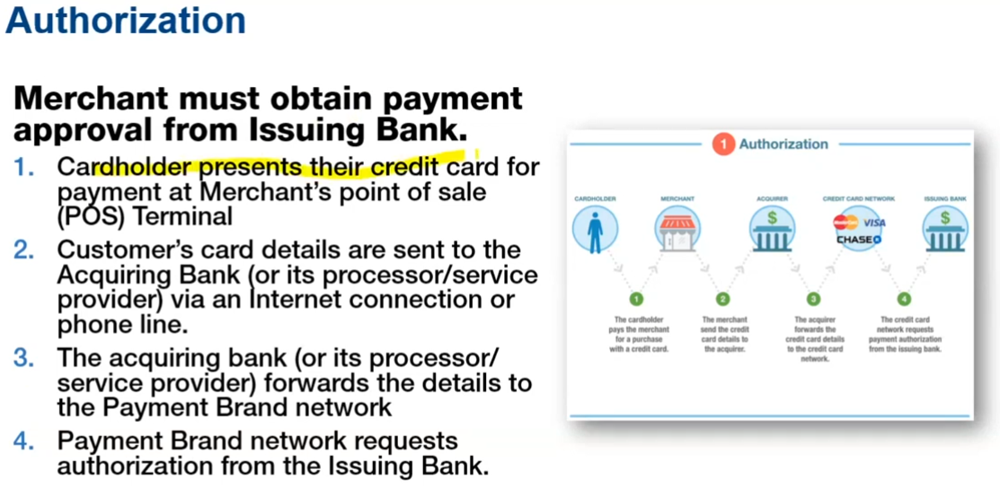 Authorization
Merchant must obtain payment
approval from Issuing Bank.
1. Cardholder presents their credit card for
payment at Merchant's point of sale
(POS) Terminal
2. Customer's card details are sent to the
Acquiring Bank (or its processor/service
provider) via an Internet connection or
phone line.
3. The acquiring bank (or its processor/
service provider) forwards the details to
the Payment Brand network
4. Payment Brand network requests
authorization from the Issuing Bank.
1 Authorization
CARDHOLDER MERCHANT ACQUIRER CREDIT CARD NETWORK ISSUING BANK
$ MasterCard VISA $
CHASE
1 2 3 4
The cardholder
pays the merchant
for a purchase
with a credit card.
The merchant
send the credit
card details to
the acquirer.
The acquirer
forwards the
credit card details
to the credit card
network.
The credit card
network requests
payment authorization
from the issuing bank.